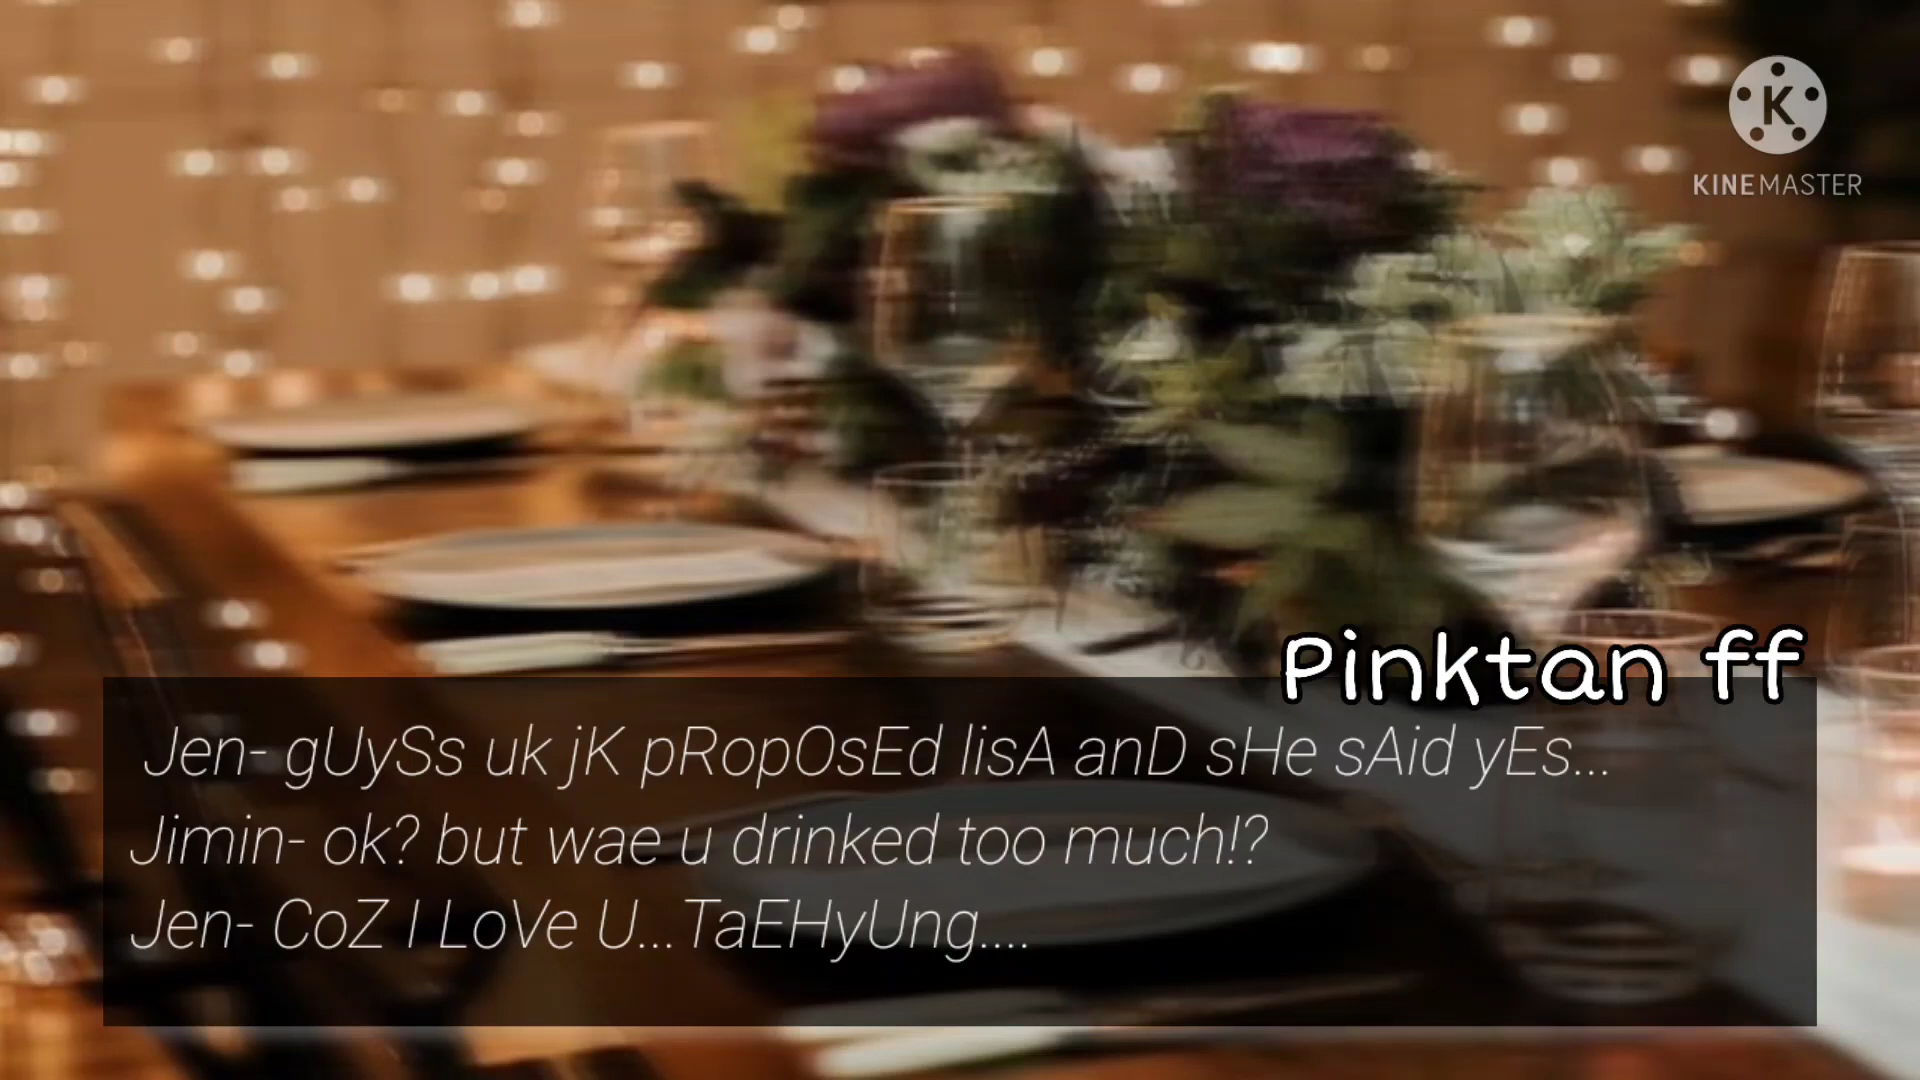 K
KINEMASTER
Pinktan ff
Jen- gUySs uk jK pRopOsEd lisA anD sHe sAid yEs...
Jimin- ok? but wae u drinked too much!?
Jen- CoZ I LoVe U...TaEHyUng....